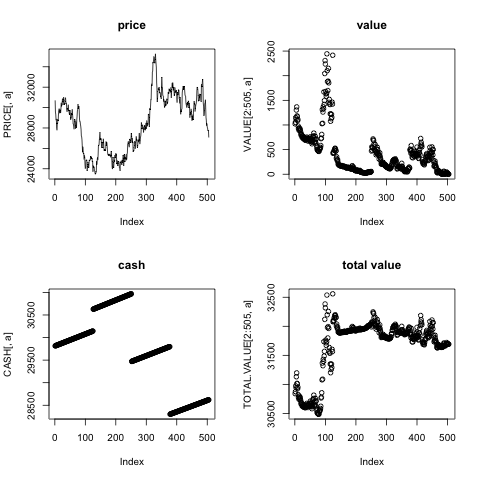 price
PRICE[, a]
24000 28000 32000
0 100 200 300 400 500
Index
value
VALUE[2:505, a]
0 500 1500 2500
0 100 200 300 400 500
Index
cash
CASH[, a]
28500 29500 30500
0 100 200 300 400 500
Index
total value
TOTAL.VALUE[2:505, a]
30500 31500 32500
0 100 200 300 400 500
Index